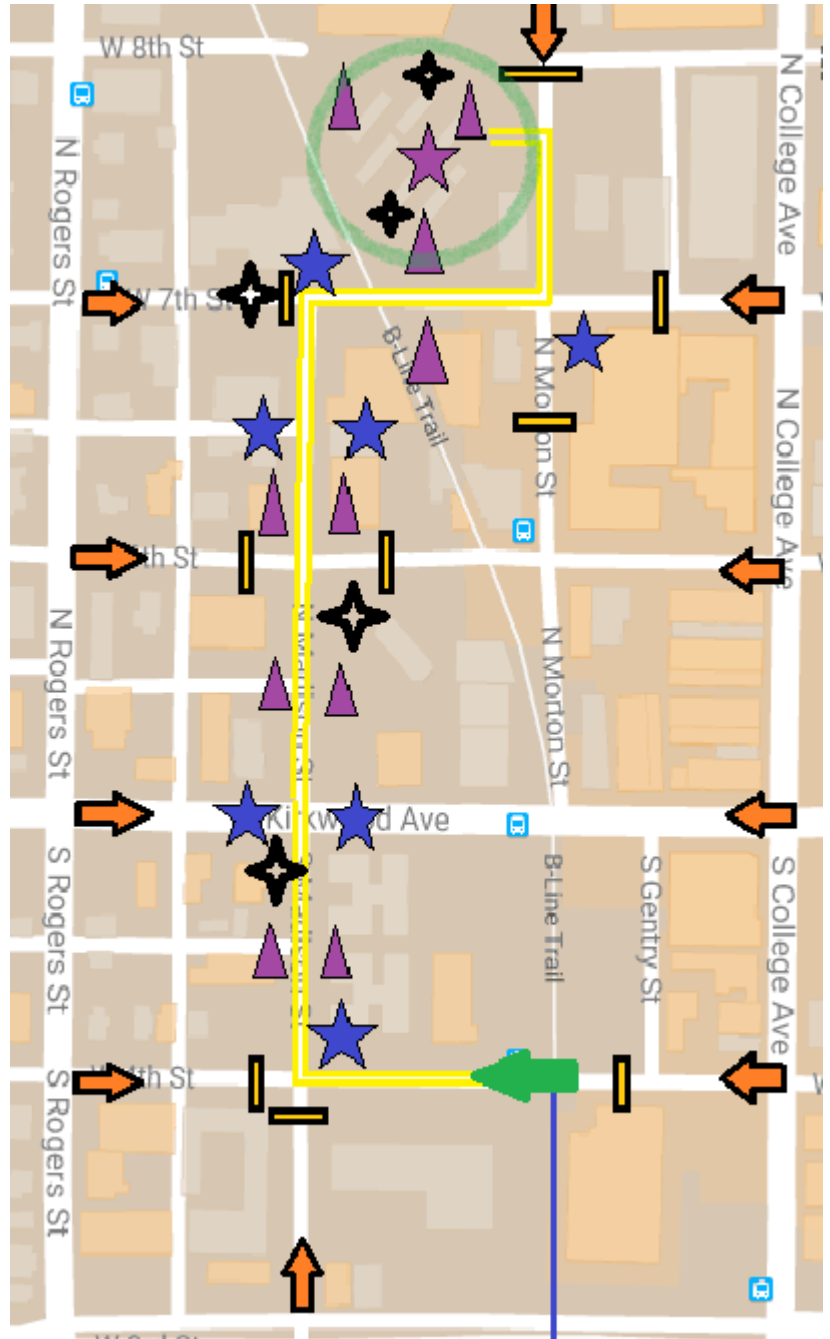 W 8th St
N College Ave
N Rogers St
W 7th St
B-Line Trail
N Morton St
N College Ave
th St
N Rogers St
N Morton St
Ave
S Rogers St
B-Line Trail
S Gentry St
S College Ave
4th St
S Rogers St